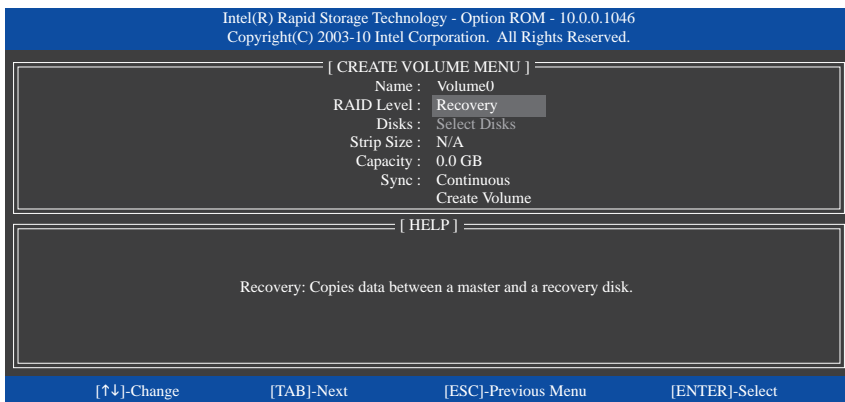 Intel(R) Rapid Storage Technology - Option ROM - 10.0.0.1046
Copyright(C) 2003-10 Intel Corporation. All Rights Reserved.
[ CREATE VOLUME MENU ]
Name : Volume0
RAID Level : Recovery
Disks : Select Disks
Strip Size : N/A
Capacity : 0.0 GB
Sync : Continuous
Create Volume
[ HELP ]
Recovery: Copies data between a master and a recovery disk.
[↑↓]-Change [TAB]-Next [ESC]-Previous Menu [ENTER]-Select